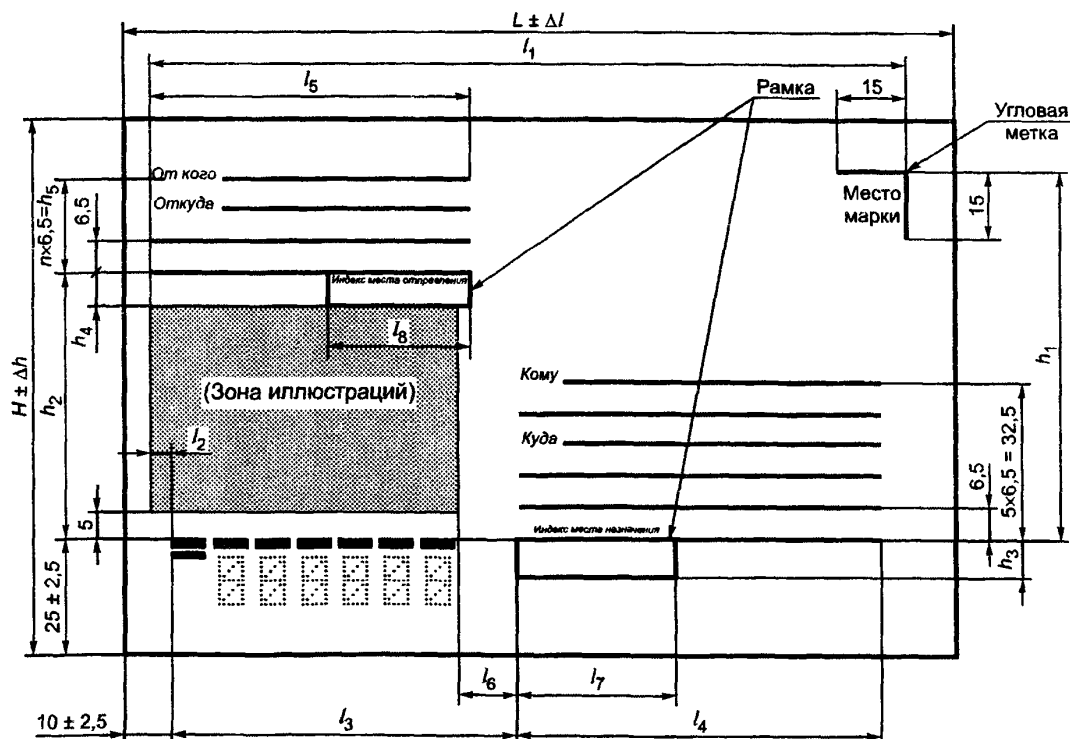 L ± Δl
l₁
l₅
Рамка
15
Угловая
метка
От кого
Откуда
Место
марки
15
n×6,5=h₅
6,5
Индекс места отправления
h₄
l₈
h₁
H ± Δh
h₂
(Зона иллюстраций)
Кому
Куда
l₂
6,5
5×6,5 = 32,5
5
Индекс места назначения
h₃
25 ± 2,5
l₆
l₇
10 ± 2,5
l₃
l₄